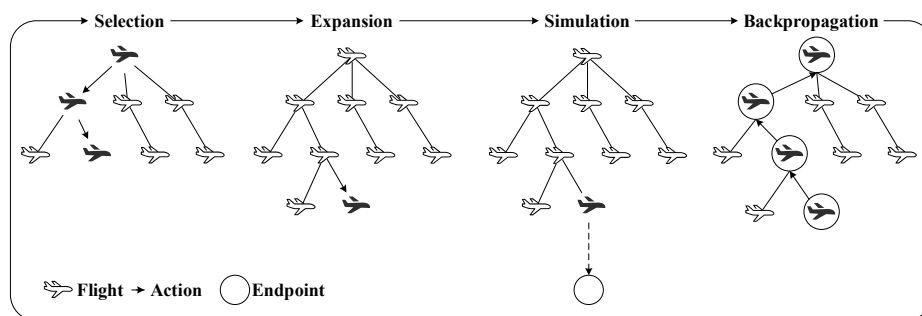 Selection Expansion Simulation Backpropagation
Flight Action Endpoint